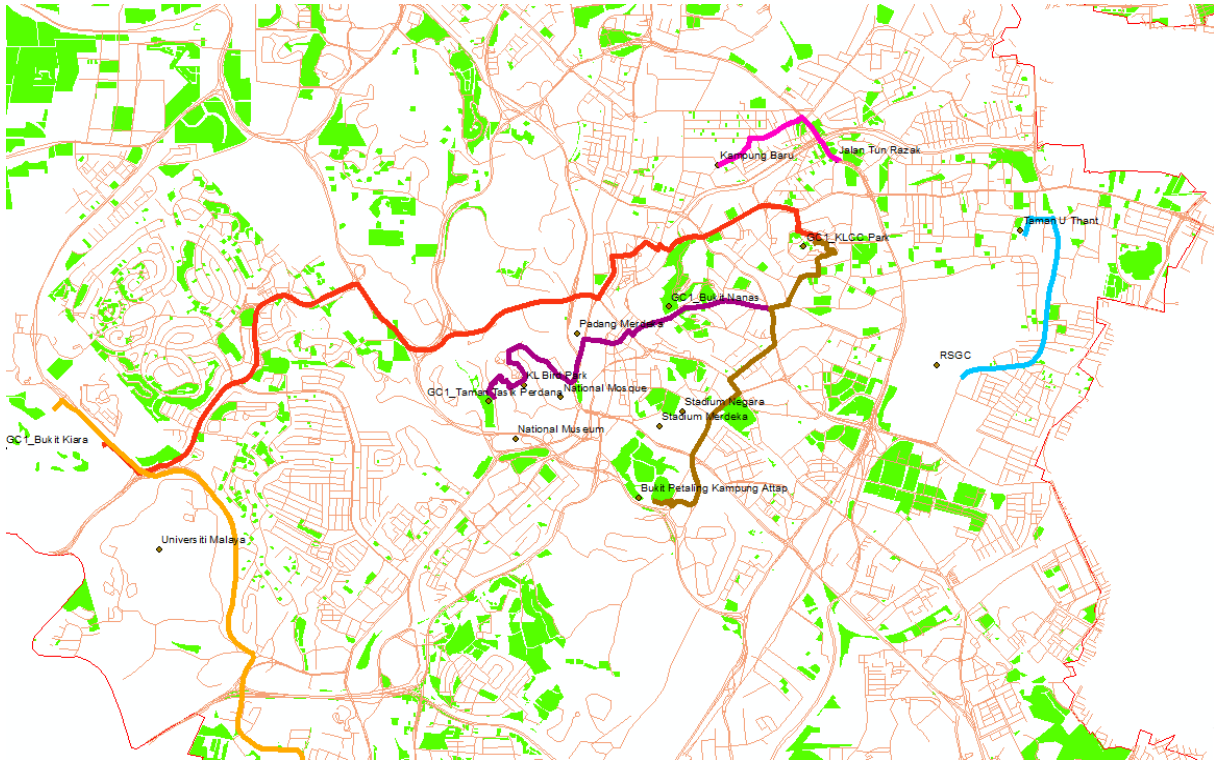 Kampung Baru
Jalan Tun Razak
Taman U Thant
GC1_KLCC Park
GC1_Bukit Nanas
Padang Merdeka
RSGC
KL Bird Park
GC1_Taman Tasik Perdana
National Mosque
Stadium Negara
Stadium Merdeka
National Museum
GC1_Bukit Kiara
Bukit Petaling Kampung Attap
Universiti Malaya